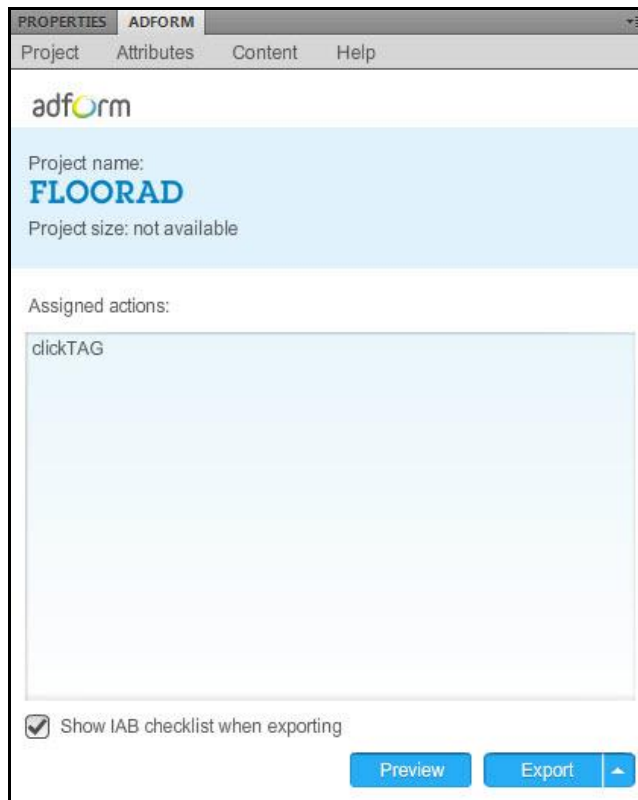 PROPERTIES ADFORM
Project Attributes Content Help
adform
Project name:
FLOORAD
Project size: not available
Assigned actions:
clickTAG
Show IAB checklist when exporting
Preview Export